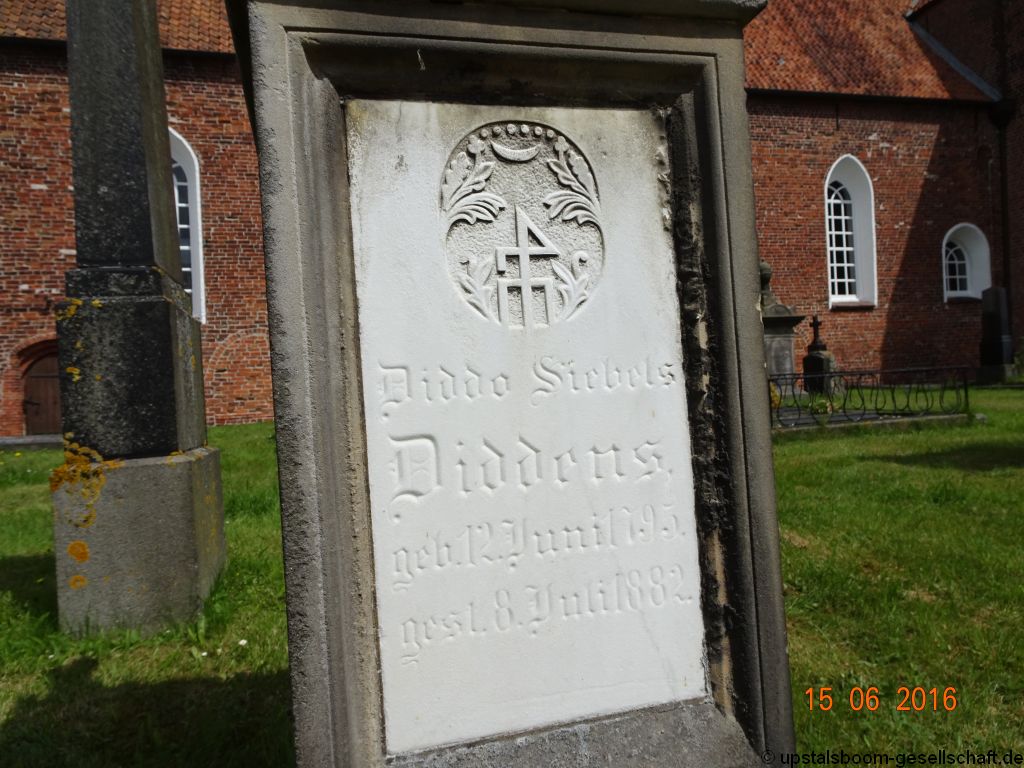 Diddo Siebels
Diddens,
geb. 12. Juni 1795.
gest. 8. Juli 1882.
15 06 2016
© upstalsboom-gesellschaft.de